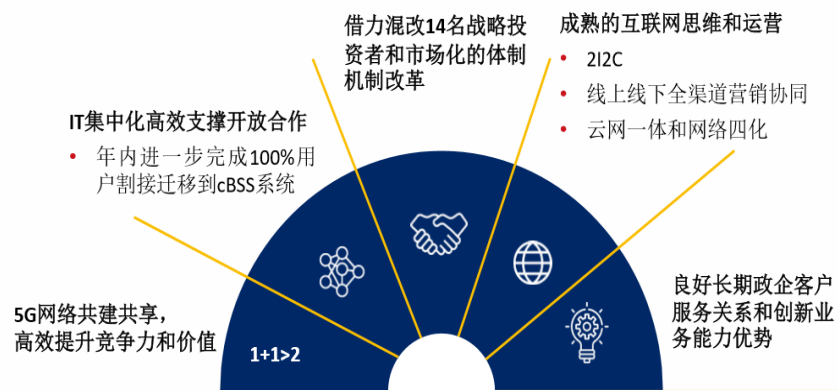 借力混改14名战略投
资者和市场化的体制
机制改革
成熟的互联网思维和运营
• 2I2C
• 线上线下全渠道营销协同
• 云网一体和网络四化
IT集中化高效支撑开放合作
• 年内进一步完成100%用
户割接迁移到cBSS系统
5G网络共建共享，
高效提升竞争力和价值
1+1>2
良好长期政企客户
服务关系和创新业
务能力优势